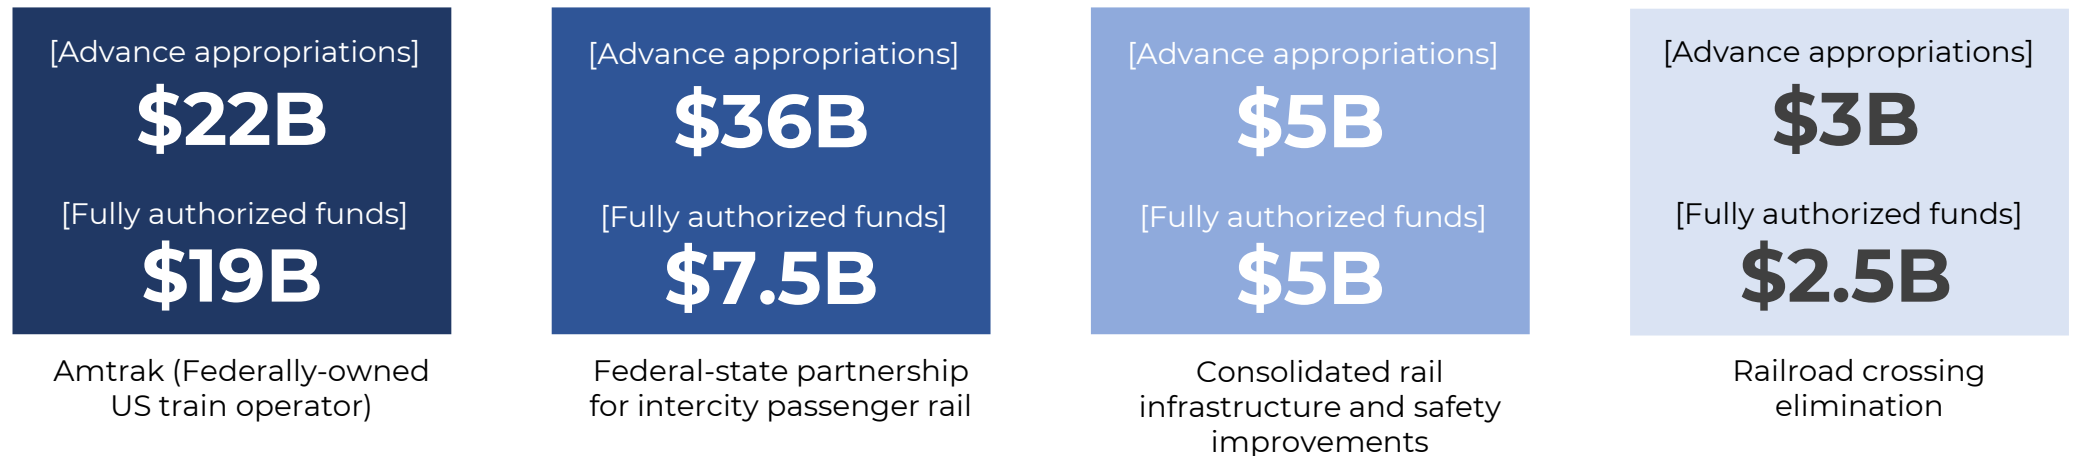 [Advance appropriations]
$22B
[Fully authorized funds]
$19B
Amtrak (Federally-owned
US train operator)
[Advance appropriations]
$36B
[Fully authorized funds]
$7.5B
Federal-state partnership
for intercity passenger rail
[Advance appropriations]
$5B
[Fully authorized funds]
$5B
Consolidated rail
infrastructure and safety
improvements
[Advance appropriations]
$3B
[Fully authorized funds]
$2.5B
Railroad crossing
elimination